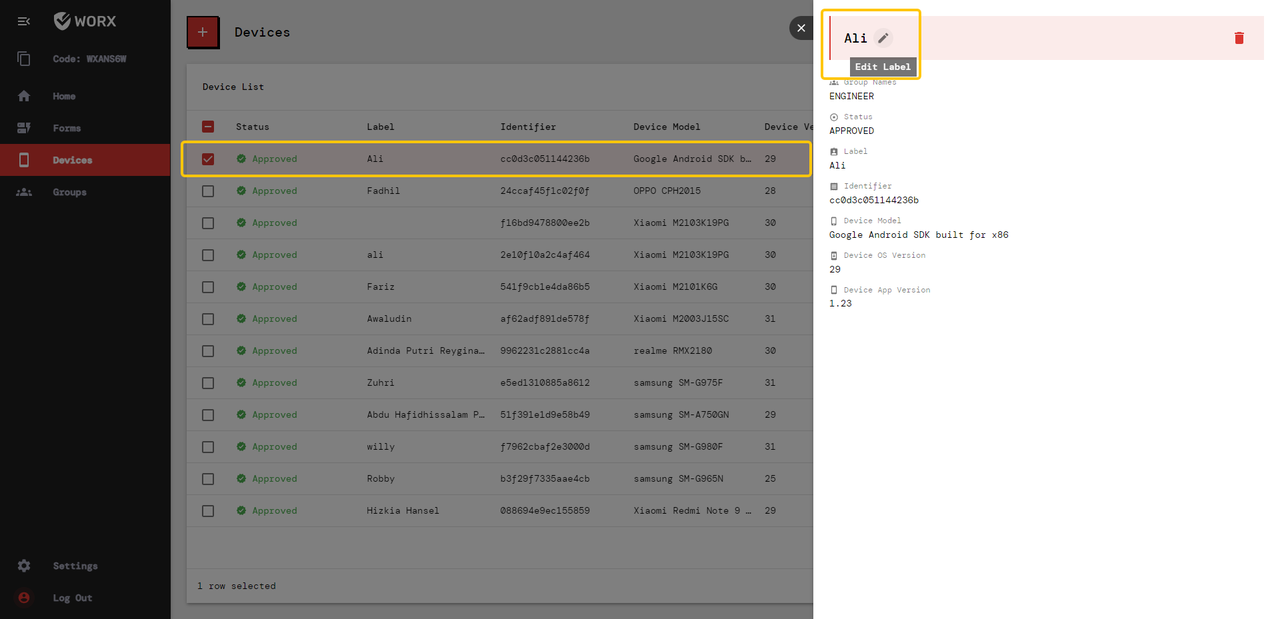 WORX
Code: WXANS6W
Home
Forms
Devices
Groups
Settings
Log Out
Devices
Device List
Status Label Identifier Device Model Device Ve
Approved Ali cc0d3c051144236b Google Android SDK b… 29
Approved Fadhil 24ccaf45f1c02f0f OPPO CPH2015 28
Approved f16bd9478800ee2b Xiaomi M2103K19PG 30
Approved ali 2e10f10a2c4af464 Xiaomi M2103K19PG 30
Approved Fariz 541f9cb1e4da86b5 Xiaomi M2101K6G 30
Approved Awaludin af62adf891de578f Xiaomi M2003J15SC 31
Approved Adinda Putri Reygina… 9962231c2881cc4a realme RMX2180 30
Approved Zuhri e5ed1310885a8612 samsung SM-G975F 31
Approved Abdu Hafidhissalam P… 51f391e1d9e58b49 samsung SM-A750GN 29
Approved willy f7962cbaf2e3000d samsung SM-G980F 31
Approved Robby b3f29f7335aae4cb samsung SM-G965N 25
Approved Hizkia Hansel 088694e9ec155859 Xiaomi Redmi Note 9 … 29
1 row selected
Ali
Edit Label
Group Names
ENGINEER
Status
APPROVED
Label
Ali
Identifier
cc0d3c051144236b
Device Model
Google Android SDK built for x86
Device OS Version
29
Device App Version
1.23